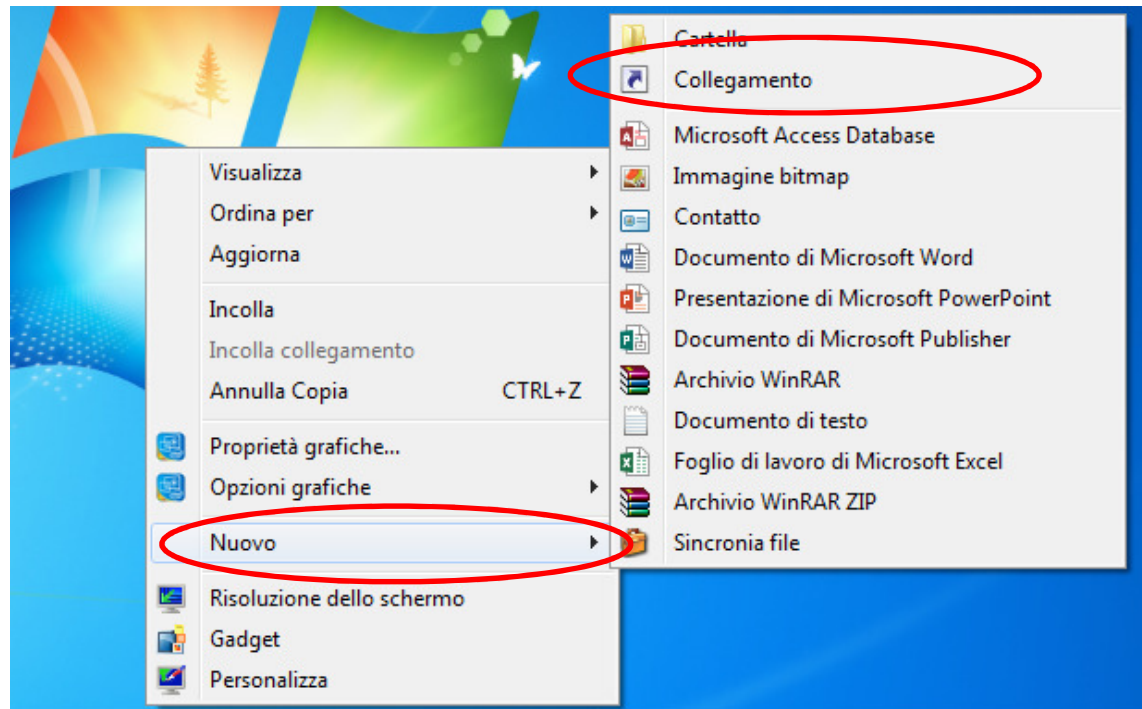 Visualizza
Ordina per
Aggiorna
Incolla
Incolla collegamento
Annulla Copia CTRL+Z
Proprietà grafiche...
Opzioni grafiche
Nuovo
Risoluzione dello schermo
Gadget
Personalizza
Cartella
Collegamento
Microsoft Access Database
Immagine bitmap
Contatto
Documento di Microsoft Word
Presentazione di Microsoft PowerPoint
Documento di Microsoft Publisher
Archivio WinRAR
Documento di testo
Foglio di lavoro di Microsoft Excel
Archivio WinRAR ZIP
Sincronia file